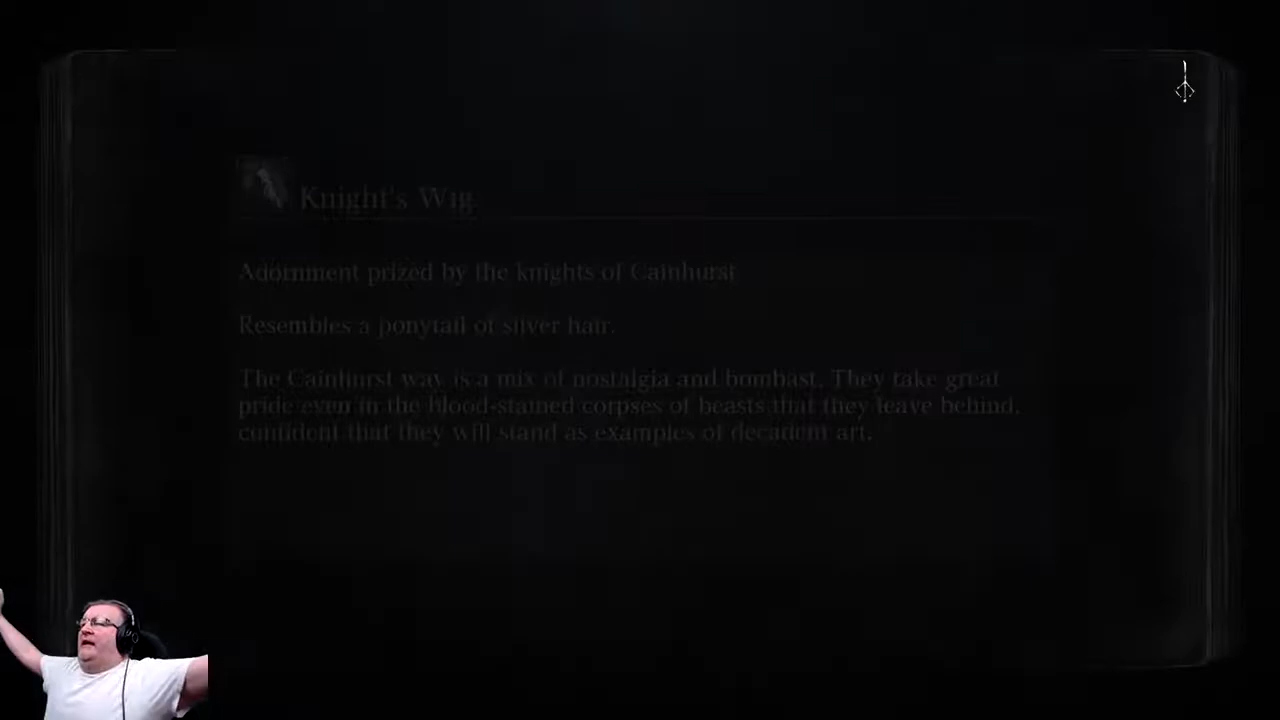 Knight's Wig
Adornment prized by the knights of Cainhurst
Resembles a ponytail of silver hair.
The Cainhurst way is a mix of nostalgia and bombast. They take great
pride even in the blood-stained corpses of beasts that they leave behind,
confident that they will stand as examples of decadent art.